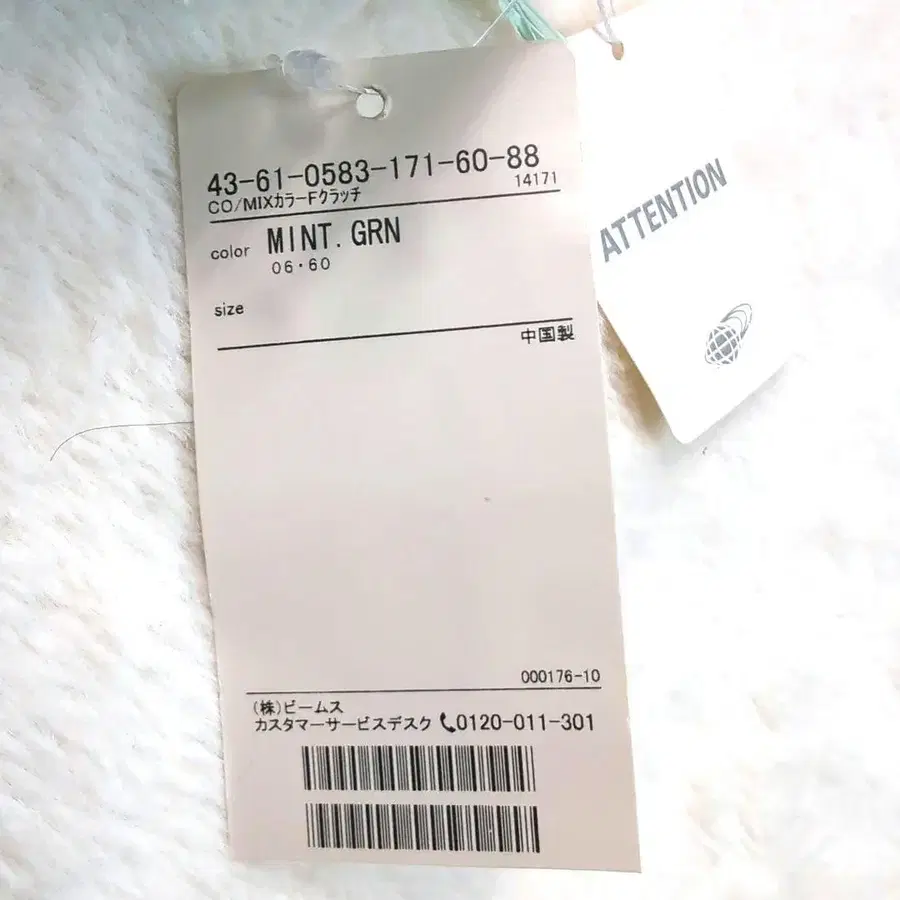 43-61-0583-171-60-88
CO/MIXカラーFクラッチ 14171
color MINT.GRN
06・60
size
中国製
000176-10
(株)ビームス
カスタマーサービスデスク 0120-011-301
ATTENTION